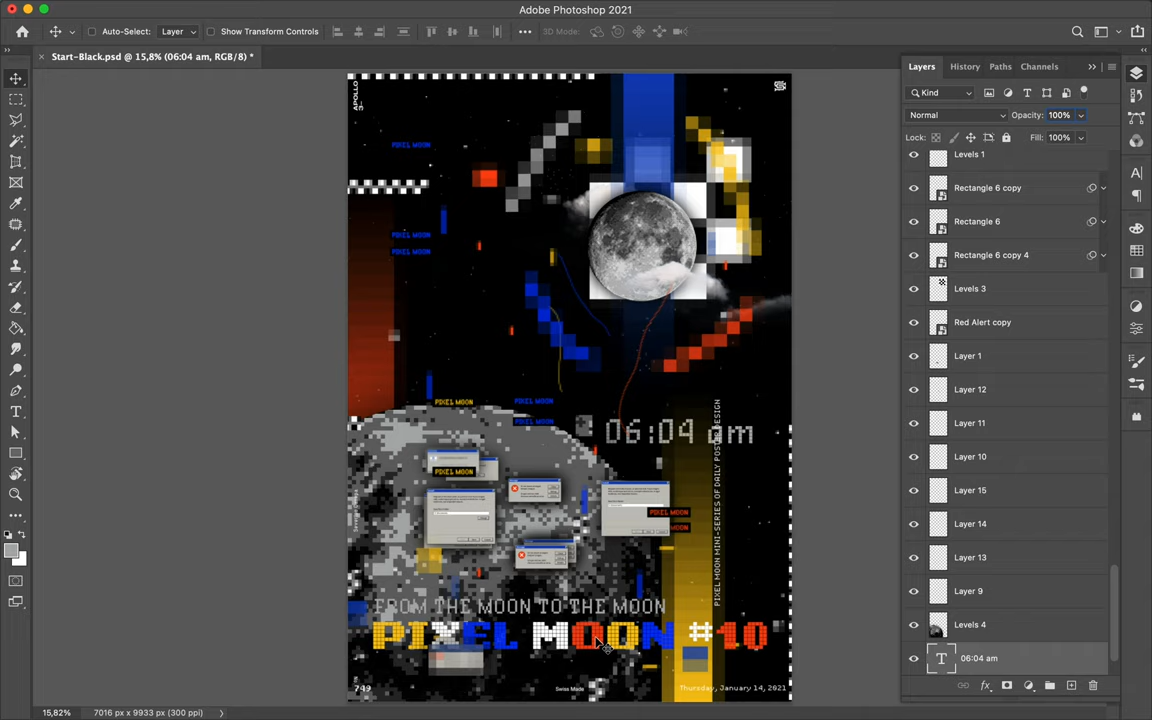 Adobe Photoshop 2021
Auto-Select:
Layer
Show Transform Controls
3D Mode:
Start-Black.psd @ 15,8% (06:04 am, RGB/8) *
Layers
History
Paths
Channels
Kind
Normal
Opacity:
100%
Lock:
Fill:
100%
Levels 1
Rectangle 6 copy
Rectangle 6
Rectangle 6 copy 4
Levels 3
Red Alert copy
Layer 1
Layer 12
Layer 11
Layer 10
Layer 15
Layer 14
Layer 13
Layer 9
Levels 4
06:04 am
APOLLO
PIXEL MOON
PIXEL MOON
PIXEL MOON
PIXEL MOON
PIXEL MOON
PIXEL MOON
06:04 am
PIXEL MOON
PIXEL MOON
PIXEL MOON MINI-SERIES OF DAILY POSTER DESIGN
FROM THE MOON TO THE MOON
PIXEL MOON #10
749
Swiss Made
Thursday, January 14, 2021
15,82%
7016 px x 9933 px (300 ppi)